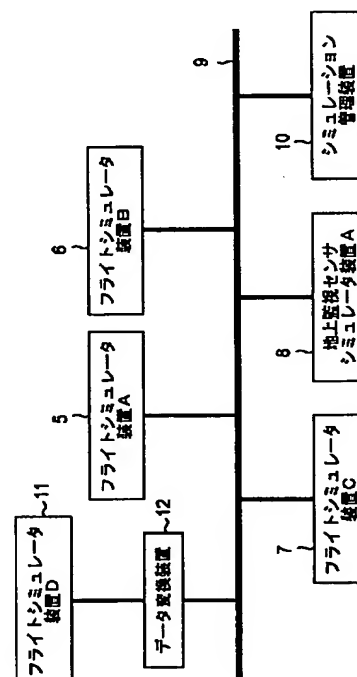 フライトシミュレータ
装置D
11
データ変換装置
12
5
フライトシミュレータ
装置A
6
フライトシミュレータ
装置B
9
7
フライトシミュレータ
装置C
8
地上監視センサ
シミュレータ装置A
10
シミュレーション
管理装置